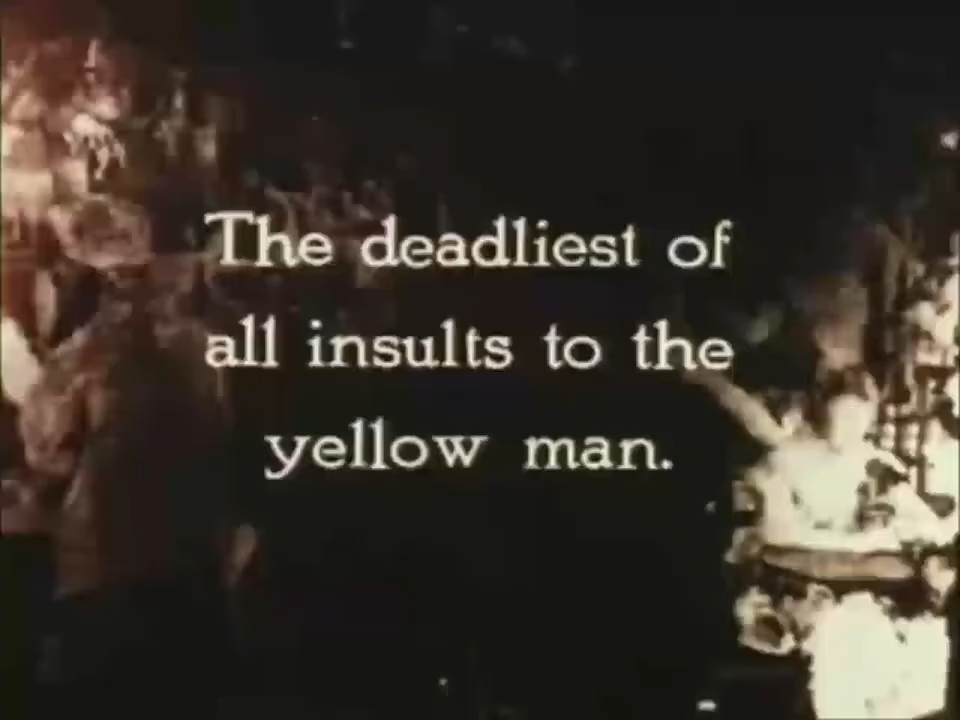 The deadliest of
all insults to the
yellow man.